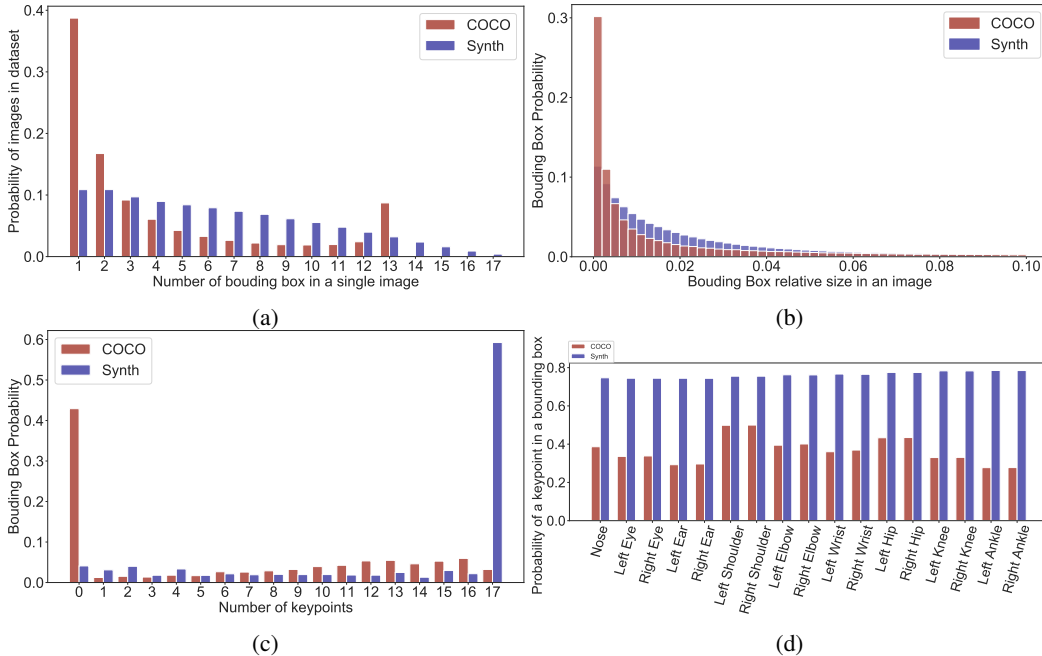 0.4
0.3
0.2
0.1
0.0
Probability of images in dataset
COCO
Synth
1 2 3 4 5 6 7 8 9 10 11 12 13 14 15 16 17
Number of bouding box in a single image
(a)
0.3
0.2
0.1
0.0
Bouding Box Probability
COCO
Synth
0.00 0.02 0.04 0.06 0.08 0.10
Bouding Box relative size in an image
(b)
0.6
0.5
0.4
0.3
0.2
0.1
0.0
Bouding Box Probability
COCO
Synth
0 1 2 3 4 5 6 7 8 9 10 11 12 13 14 15 16 17
Number of keypoints
(c)
COCO
Synth
0.8
0.6
0.4
0.2
0.0
Probability of a keypoint in a bounding box
Nose
Left Eye
Right Eye
Left Ear
Right Ear
Left Shoulder
Right Shoulder
Left Elbow
Right Elbow
Left Wrist
Right Wrist
Left Hip
Right Hip
Left Knee
Right Knee
Left Ankle
Right Ankle
(d)